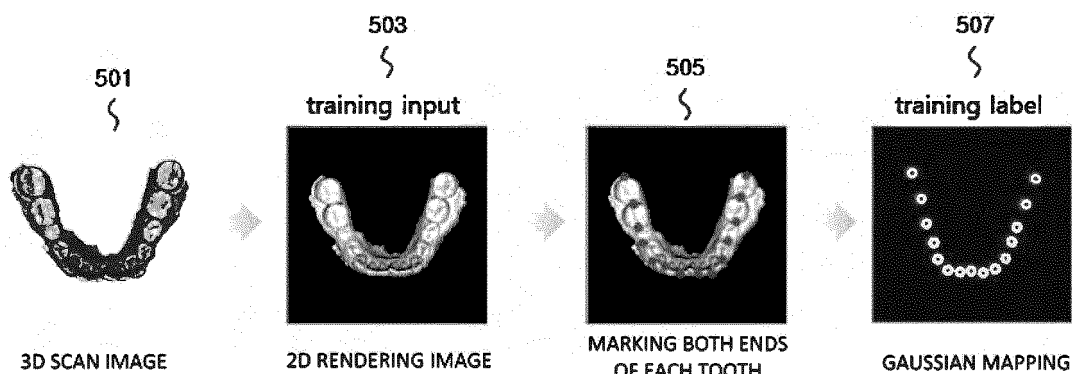 501
503
505
507
training input
training label
3D SCAN IMAGE
2D RENDERING IMAGE
MARKING BOTH ENDS
OF EACH TOOTH
GAUSSIAN MAPPING